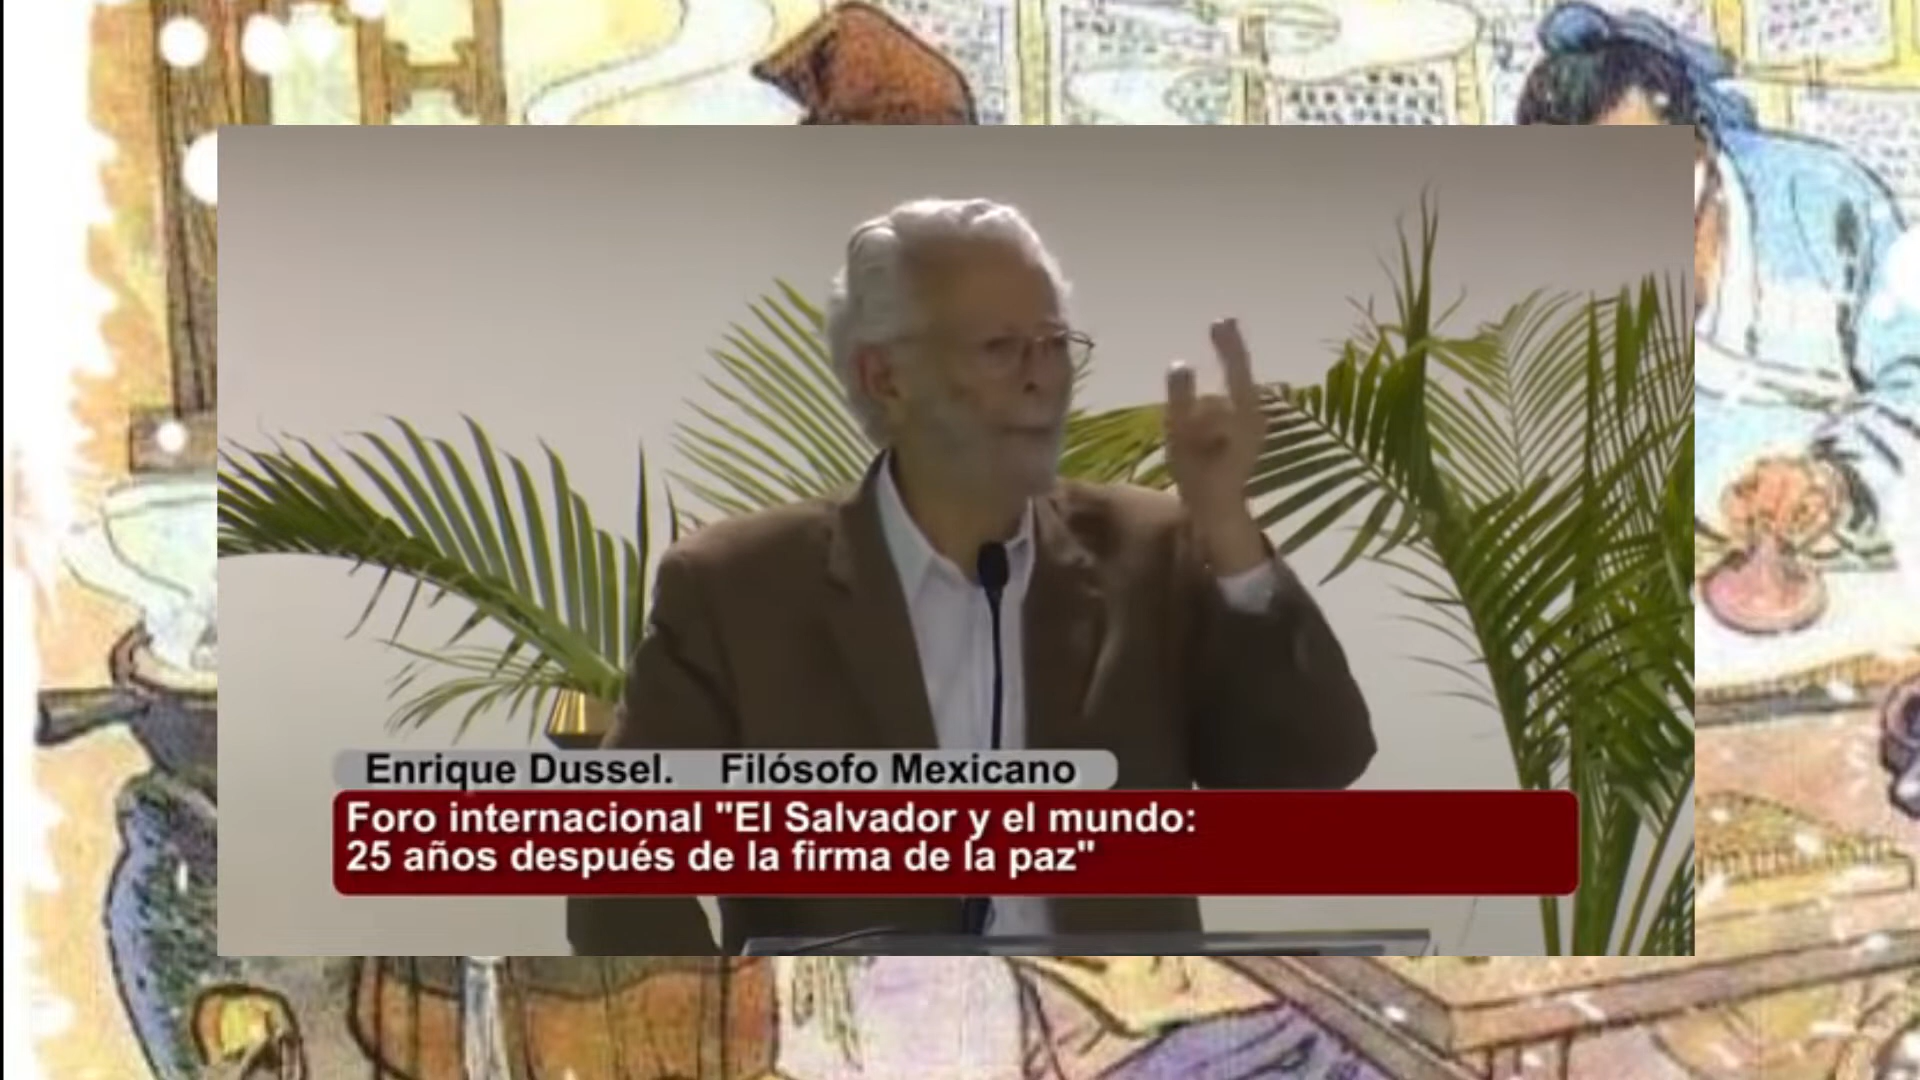 Enrique Dussel. Filósofo Mexicano
Foro internacional "El Salvador y el mundo:
25 años después de la firma de la paz"